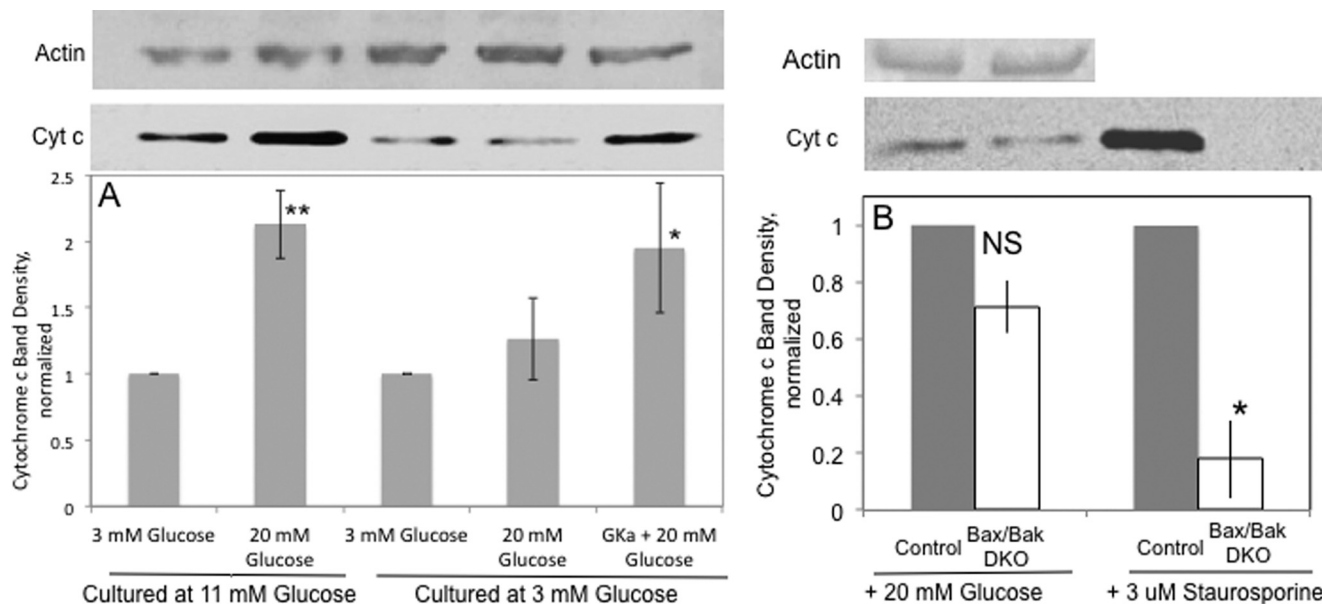 Actin
Cyt c
A
Cytochrome c Band Density,
normalized
2.5
2
1.5
1
0.5
0
**
*
3 mM Glucose
20 mM
Glucose
3 mM Glucose
20 mM
Glucose
GKa + 20 mM
Glucose
Cultured at 11 mM Glucose
Cultured at 3 mM Glucose
Actin
Cyt c
B
Cytochrome c Band Density,
normalized
1
0.8
0.6
0.4
0.2
0
NS
*
Control
Bax/Bak
DKO
Control
Bax/Bak
DKO
+ 20 mM Glucose
+ 3 uM Staurosporine